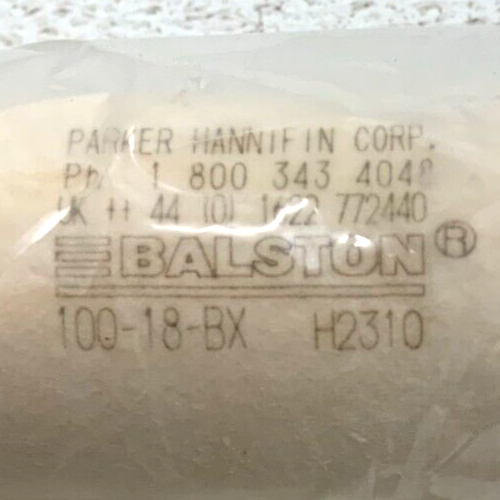 PARKER HANNIFIN CORP.
Ph 1 800 343 4048
UK ++ 44 (0) 1622 772440
BALSTON®
100-18-BX H2310